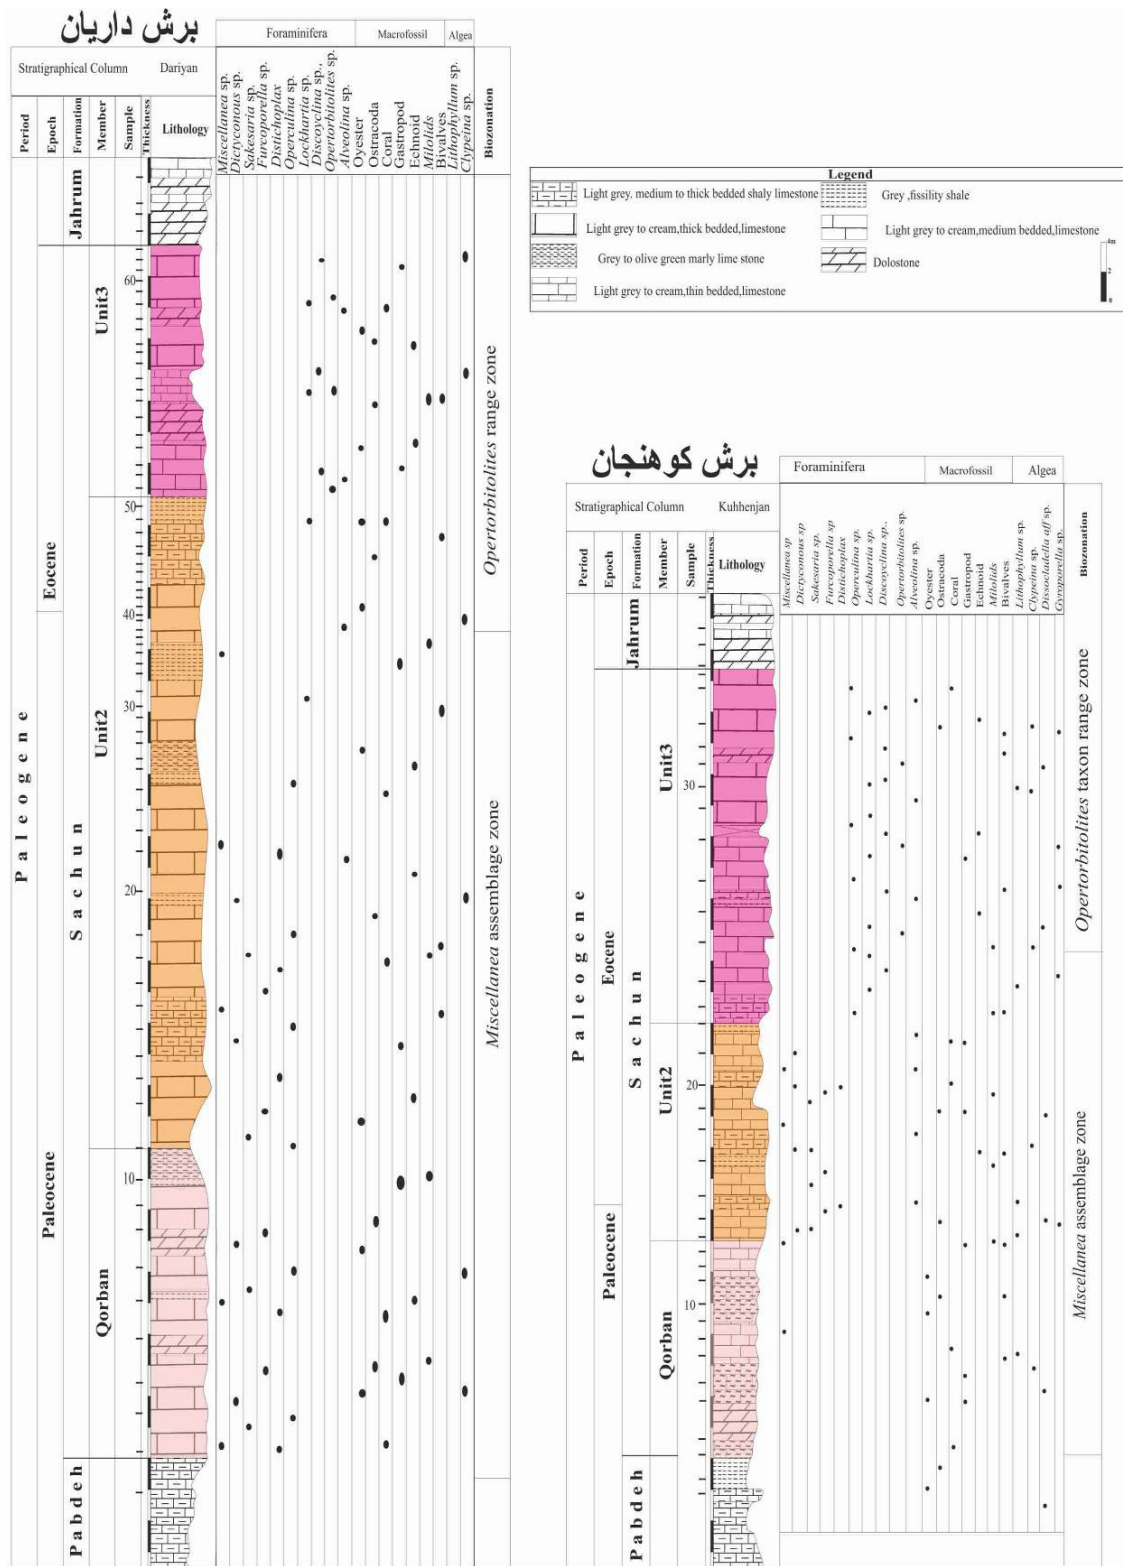 برش داریان
Foraminifera
Macrofossil
Algea
Stratigraphical Column
Dariyan
Period
Epoch
Formation
Member
Sample
Thickness
Lithology
Miscellanea sp.
Dictyconous sp.
Sakesaria sp.
Furcoporella sp.
Distichoplax
Operculina sp.
Lockhartia sp.
Discoyclina sp.,
Opertorbitolites sp.
Alveolina sp.
Oyester
Ostracoda
Coral
Gastropod
Echnoid
Milolids
Bivalves
Lithophyllum sp.
Clypeina sp.
Biozonation
Jahrum
Unit3
60
50
Eocene
40
Opertorbitolites range zone
30
Unit2
Paleogene
Sachun
20
Miscellanea assemblage zone
10
Paleocene
Qorban
Pabdeh
Legend
Light grey, medium to thick bedded shaly limestone
Grey ,fissility shale
Light grey to cream,thick bedded,limestone
Light grey to cream,medium bedded,limestone
Grey to olive green marly lime stone
Dolostone
Light grey to cream,thin bedded,limestone
4m
2
0
برش کوهنجان
Foraminifera
Macrofossil
Algea
Stratigraphical Column
Kuhhenjan
Period
Epoch
Formation
Member
Sample
Thickness
Lithology
Miscellanea sp
Dictyconous sp
Sakesaria sp.
Furcoporella sp
Distichoplax
Operculina sp.
Lockhartia sp.
Discoyclina sp.,
Opertorbitolites sp.
Alveolina sp.
Oyester
Ostracoda
Coral
Gastropod
Echnoid
Milolids
Bivalves
Lithophyllum sp.
Clypeina sp.
Dissocladella aff sp.
Gyroporella sp.
Biozonation
Jahrum
Unit3
30
Opertorbitolites taxon range zone
Paleogene
Eocene
Sachun
Unit2
20
Miscellanea assemblage zone
Paleocene
Qorban
10
Pabdeh